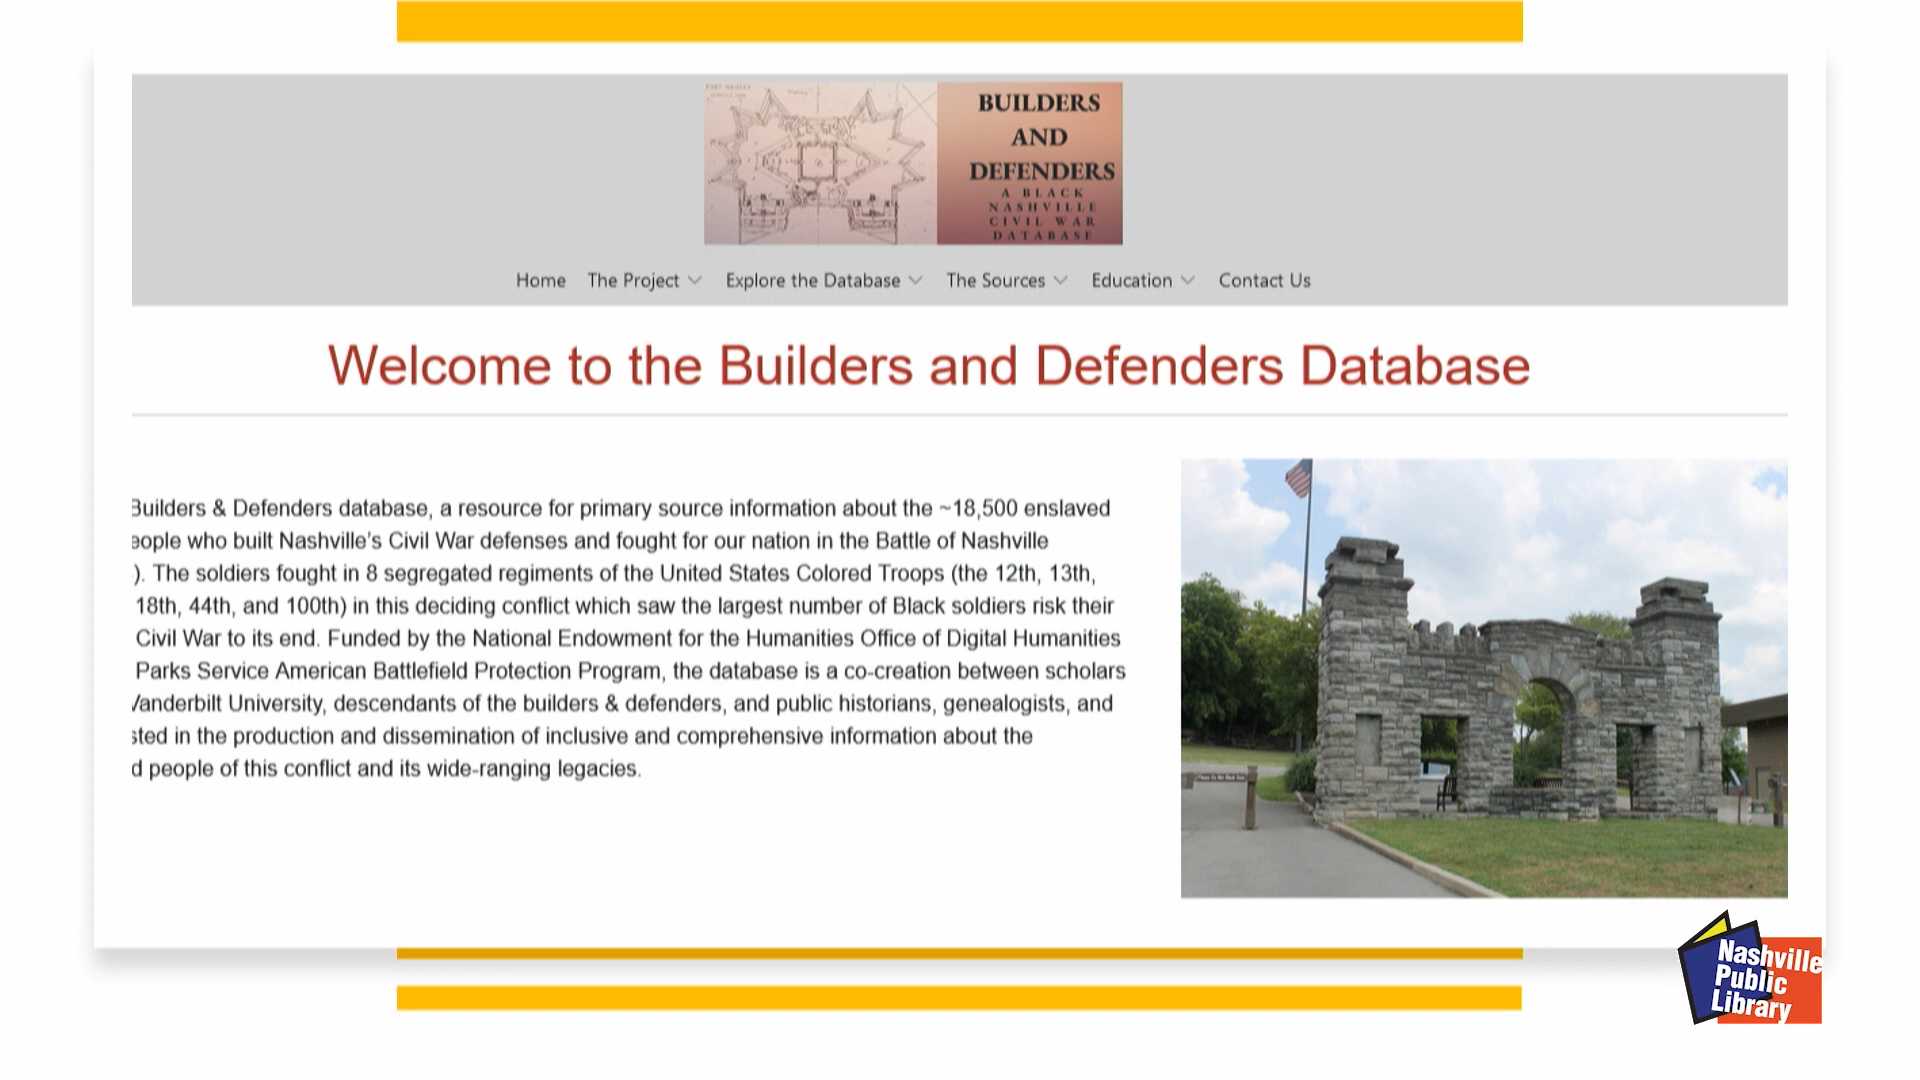 BUILDERS
AND
DEFENDERS
A BLACK
NASHVILLE
CIVIL WAR
DATABASE
Home The Project Explore the Database The Sources Education Contact Us
Welcome to the Builders and Defenders Database
Builders & Defenders database, a resource for primary source information about the ~18,500 enslaved
eople who built Nashville's Civil War defenses and fought for our nation in the Battle of Nashville
). The soldiers fought in 8 segregated regiments of the United States Colored Troops (the 12th, 13th,
18th, 44th, and 100th) in this deciding conflict which saw the largest number of Black soldiers risk their
Civil War to its end. Funded by the National Endowment for the Humanities Office of Digital Humanities
Parks Service American Battlefield Protection Program, the database is a co-creation between scholars
Vanderbilt University, descendants of the builders & defenders, and public historians, genealogists, and
sted in the production and dissemination of inclusive and comprehensive information about the
d people of this conflict and its wide-ranging legacies.
Nashville
Public
Library